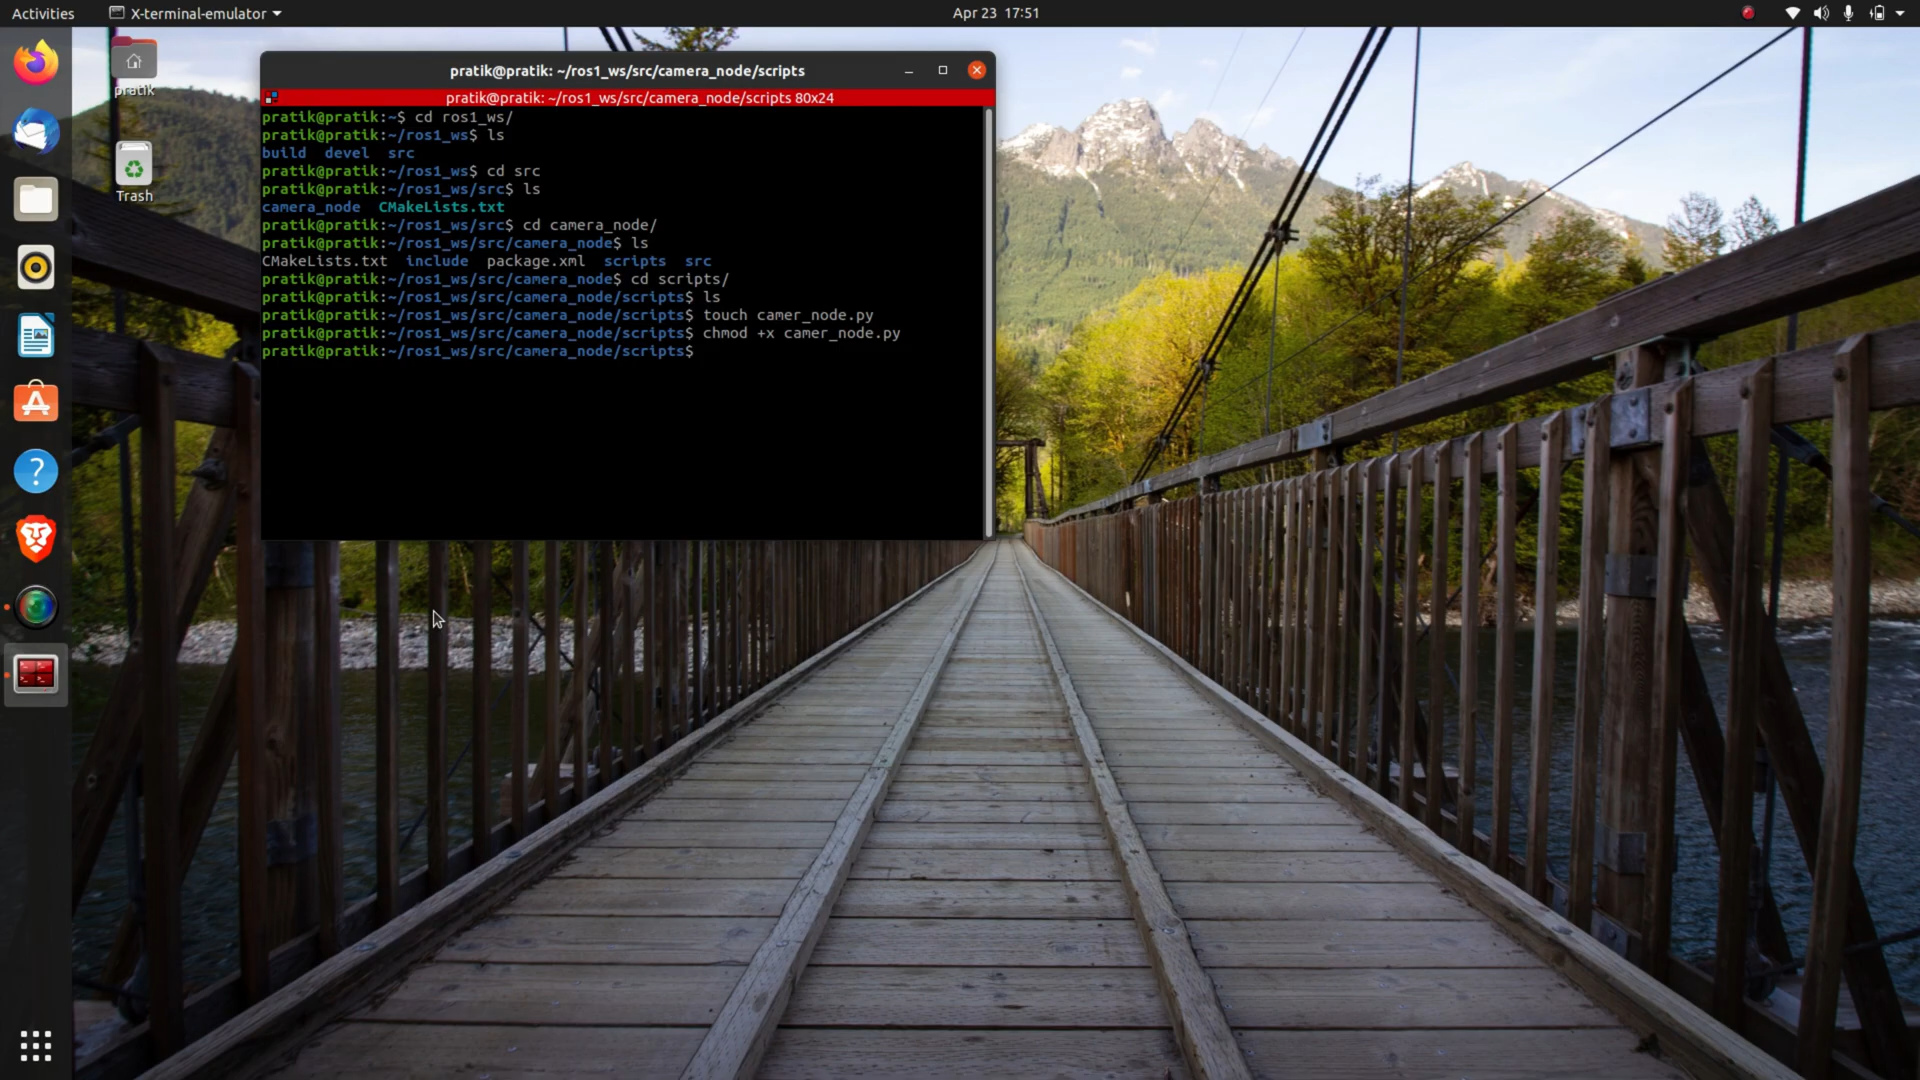 Activities
X-terminal-emulator
Apr 23 17:51
pratik
Trash
pratik@pratik: ~/ros1_ws/src/camera_node/scripts
pratik@pratik: ~/ros1_ws/src/camera_node/scripts 80x24
pratik@pratik:~$ cd ros1_ws/
pratik@pratik:~/ros1_ws$ ls
build devel src
pratik@pratik:~/ros1_ws$ cd src
pratik@pratik:~/ros1_ws/src$ ls
camera_node CMakeLists.txt
pratik@pratik:~/ros1_ws/src$ cd camera_node/
pratik@pratik:~/ros1_ws/src/camera_node$ ls
CMakeLists.txt include package.xml scripts src
pratik@pratik:~/ros1_ws/src/camera_node$ cd scripts/
pratik@pratik:~/ros1_ws/src/camera_node/scripts$ ls
pratik@pratik:~/ros1_ws/src/camera_node/scripts$ touch camer_node.py
pratik@pratik:~/ros1_ws/src/camera_node/scripts$ chmod +x camer_node.py
pratik@pratik:~/ros1_ws/src/camera_node/scripts$